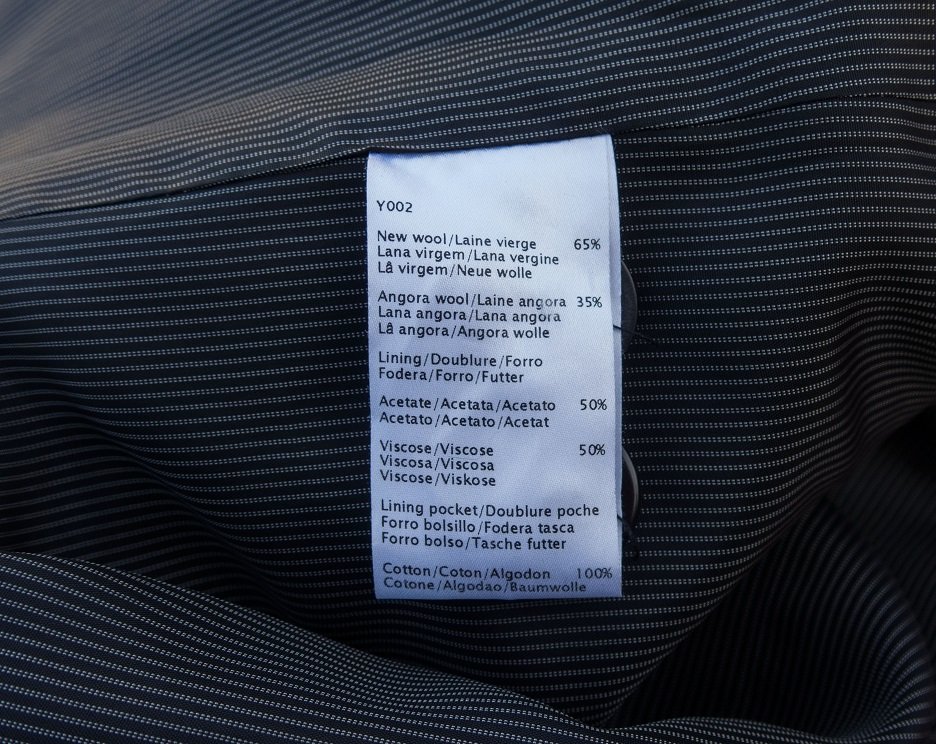 Y002
New wool/Laine vierge 65%
Lana virgem/Lana vergine
Lâ virgem/Neue wolle
Angora wool/Laine angora 35%
Lana angora/Lana angora
Lâ angora/Angora wolle
Lining/Doublure/Forro
Fodera/Forro/Futter
Acetate/Acetata/Acetato 50%
Acetato/Acetato/Acetat
Viscose/Viscose 50%
Viscosa/Viscosa
Viscose/Viskose
Lining pocket/Doublure poche
Forro bolsillo/Fodera tasca
Forro bolso/Tasche futter
Cotton/Coton/Algodon 100%
Cotone/Algodao/Baumwolle